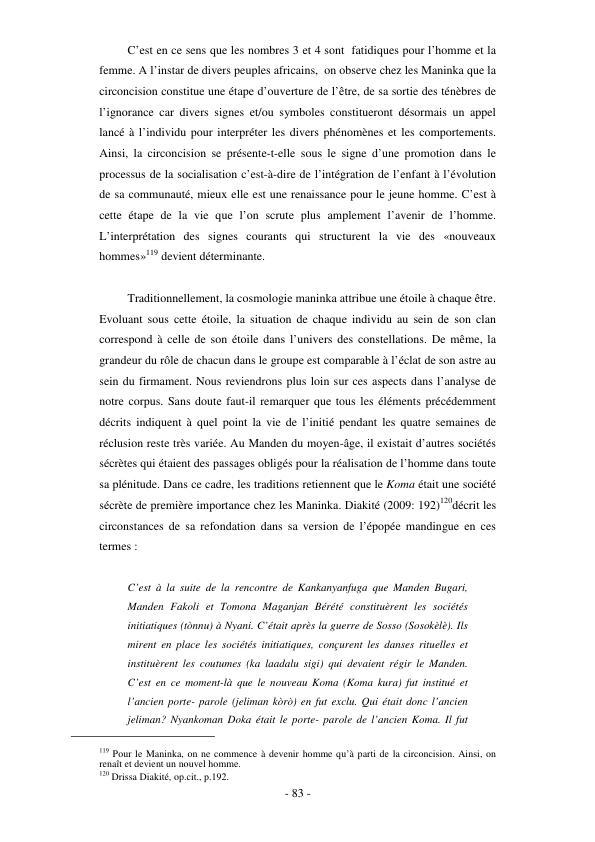 C’est en ce sens que les nombres 3 et 4 sont fatidiques pour l’homme et la
femme. A l’instar de divers peuples africains, on observe chez les Maninka que la
circoncision constitue une étape d’ouverture de l’être, de sa sortie des ténèbres de
l’ignorance car divers signes et/ou symboles constitueront désormais un appel
lancé à l’individu pour interpréter les divers phénomènes et les comportements.
Ainsi, la circoncision se présente-t-elle sous le signe d’une promotion dans le
processus de la socialisation c’est-à-dire de l’intégration de l’enfant à l’évolution
de sa communauté, mieux elle est une renaissance pour le jeune homme. C’est à
cette étape de la vie que l’on scrute plus amplement l’avenir de l’homme.
L’interprétation des signes courants qui structurent la vie des «nouveaux
hommes»119 devient déterminante.
Traditionnellement, la cosmologie maninka attribue une étoile à chaque être.
Evoluant sous cette étoile, la situation de chaque individu au sein de son clan
correspond à celle de son étoile dans l’univers des constellations. De même, la
grandeur du rôle de chacun dans le groupe est comparable à l’éclat de son astre au
sein du firmament. Nous reviendrons plus loin sur ces aspects dans l’analyse de
notre corpus. Sans doute faut-il remarquer que tous les éléments précédemment
décrits indiquent à quel point la vie de l’initié pendant les quatre semaines de
réclusion reste très variée. Au Manden du moyen-âge, il existait d’autres sociétés
sécrètes qui étaient des passages obligés pour la réalisation de l’homme dans toute
sa plénitude. Dans ce cadre, les traditions retiennent que le Koma était une société
sécrète de première importance chez les Maninka. Diakité (2009: 192)120décrit les
circonstances de sa refondation dans sa version de l’épopée mandingue en ces
termes :
C’est à la suite de la rencontre de Kankanyanfuga que Manden Bugari,
Manden Fakoli et Tomona Maganjan Bérété constituèrent les sociétés
initiatiques (tònnu) à Nyani. C’était après la guerre de Sosso (Sosokèlè). Ils
mirent en place les sociétés initiatiques, conçurent les danses rituelles et
instituèrent les coutumes (ka laadalu sigi) qui devaient régir le Manden.
C’est en ce moment-là que le nouveau Koma (Koma kura) fut institué et
l’ancien porte- parole (jeliman kòrò) en fut exclu. Qui était donc l’ancien
jeliman? Nyankoman Doka était le porte- parole de l’ancien Koma. Il fut
119 Pour le Maninka, on ne commence à devenir homme qu’à parti de la circoncision. Ainsi, on
renaît et devient un nouvel homme.
120 Drissa Diakité, op.cit., p.192.
- 83 -